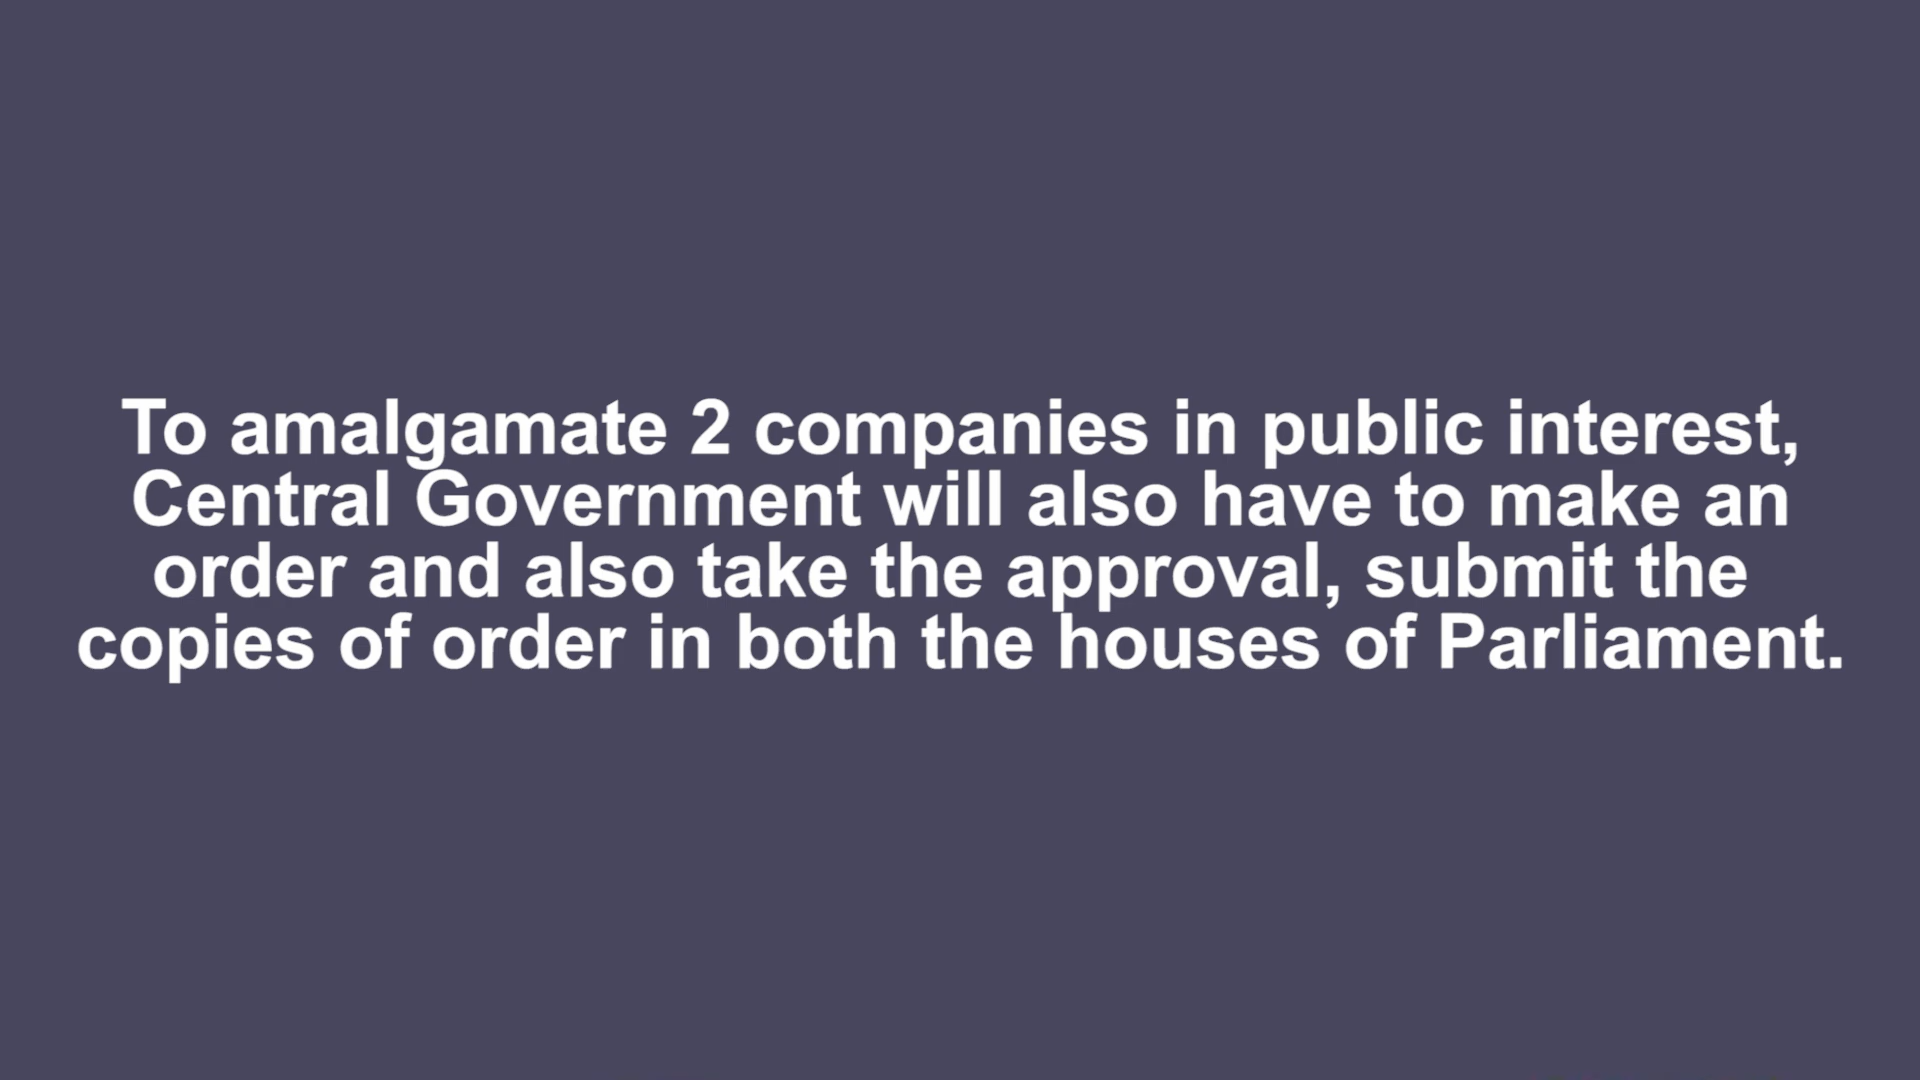 To amalgamate 2 companies in public interest,
Central Government will also have to make an
order and also take the approval, submit the
copies of order in both the houses of Parliament.